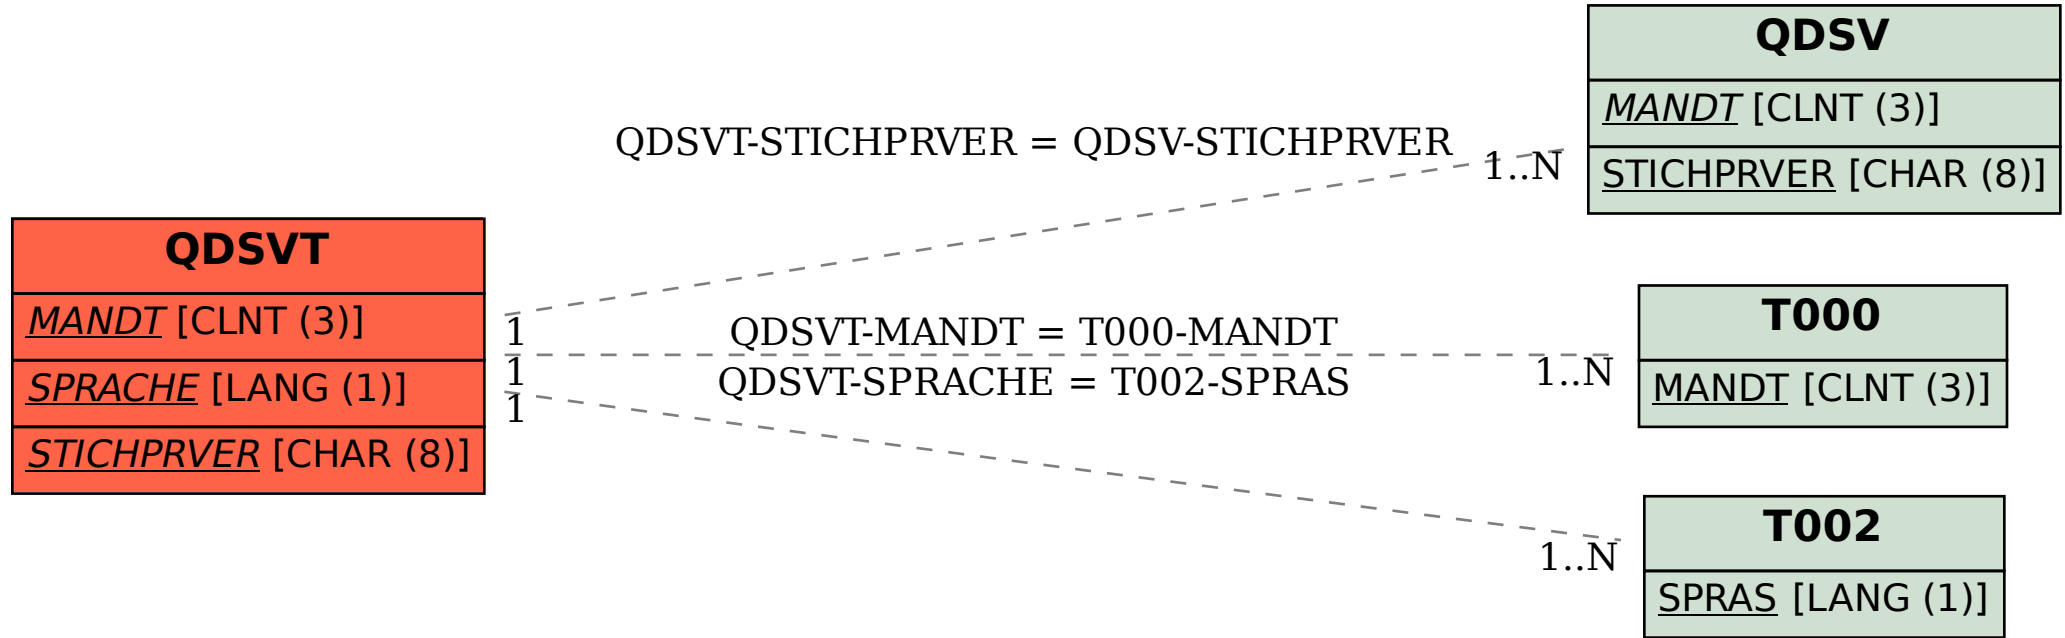 QDSV
MANDT [CLNT (3)]
STICHPRVER [CHAR (8)]
QDSVT-STICHPRVER = QDSV-STICHPRVER
1..N
QDSVT
MANDT [CLNT (3)]
SPRACHE [LANG (1)]
STICHPRVER [CHAR (8)]
1
QDSVT-MANDT = T000-MANDT
1
1..N
QDSVT-SPRACHE = T002-SPRAS
1
1..N
T000
MANDT [CLNT (3)]
T002
SPRAS [LANG (1)]